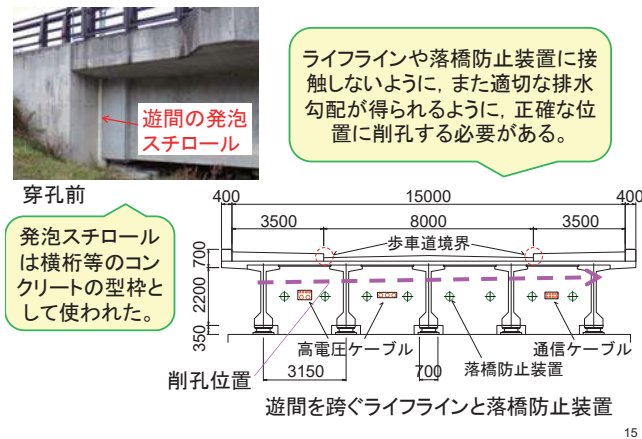 遊間の発泡
スチロール
穿孔前
ライフラインや落橋防止装置に接
触しないように，また適切な排水
勾配が得られるように，正確な位
置に削孔する必要がある。
発泡スチロール
は横桁等のコン
クリートの型枠と
して使われた。
400
15000
400
3500
8000
3500
歩車道境界
700
2200
350
高電圧ケーブル
通信ケーブル
落橋防止装置
削孔位置
3150
700
遊間を跨ぐライフラインと落橋防止装置
15